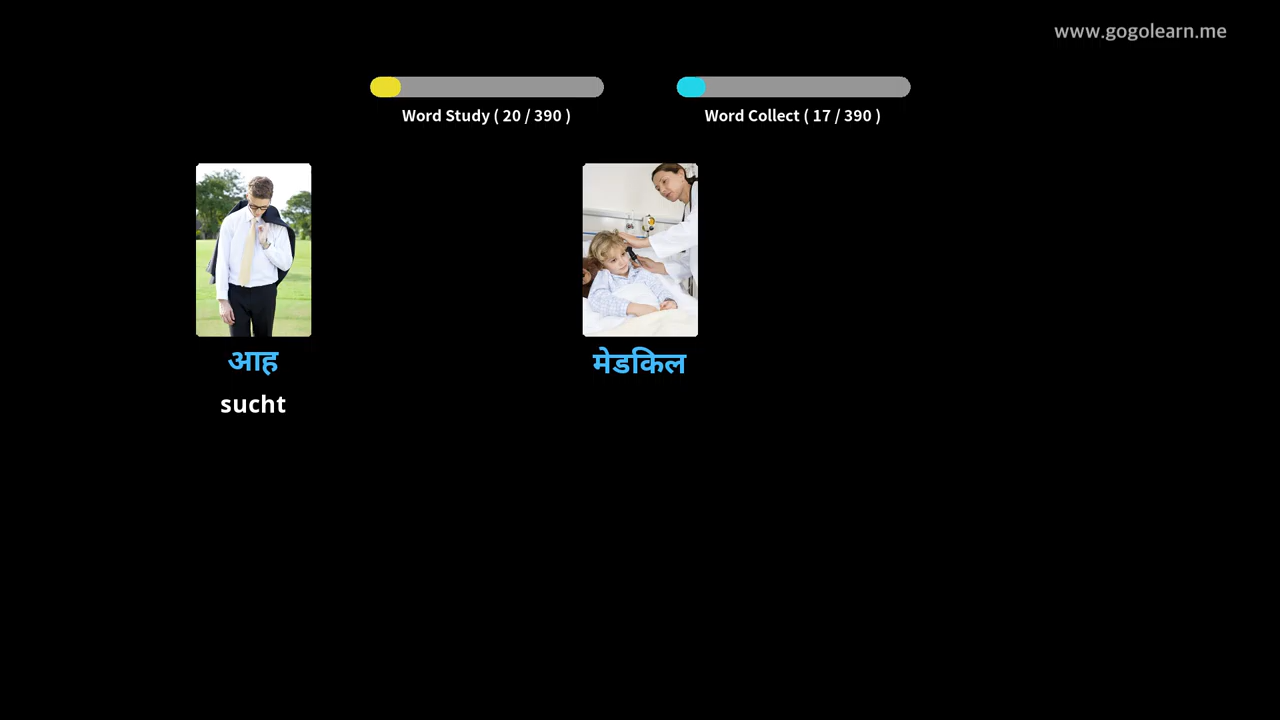 www.gogolearn.me
Word Study ( 20 / 390 )
Word Collect ( 17 / 390 )
आह
मेडकिल
sucht